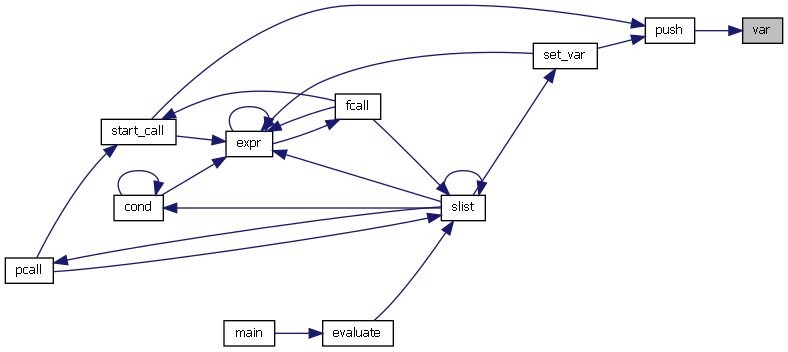 push
var
set_var
fcall
start_call
expr
cond
slist
pcall
main
evaluate